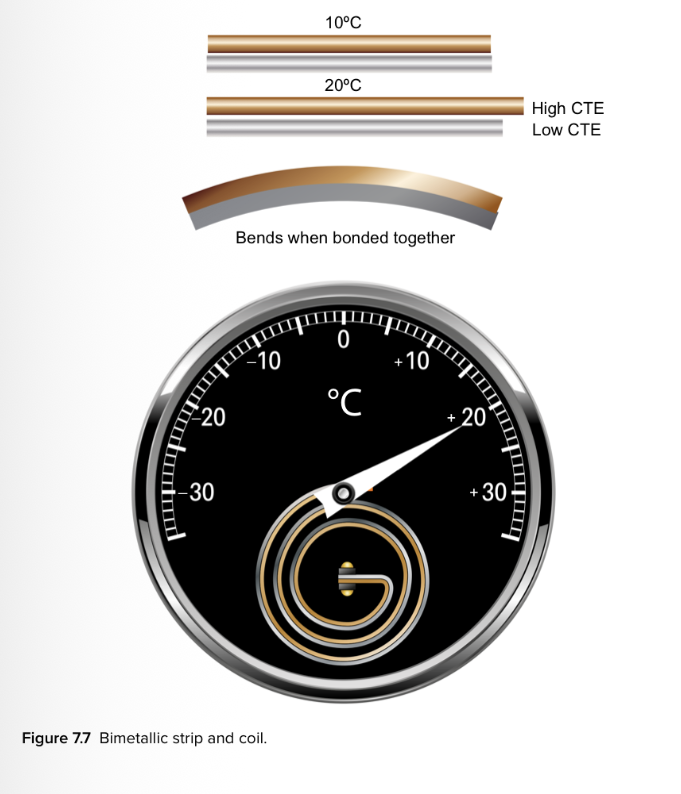 10ºC
20ºC
High CTE
Low CTE
Bends when bonded together
0
–10
+10
°C
–20
+20
–30
+30
Figure 7.7 Bimetallic strip and coil.